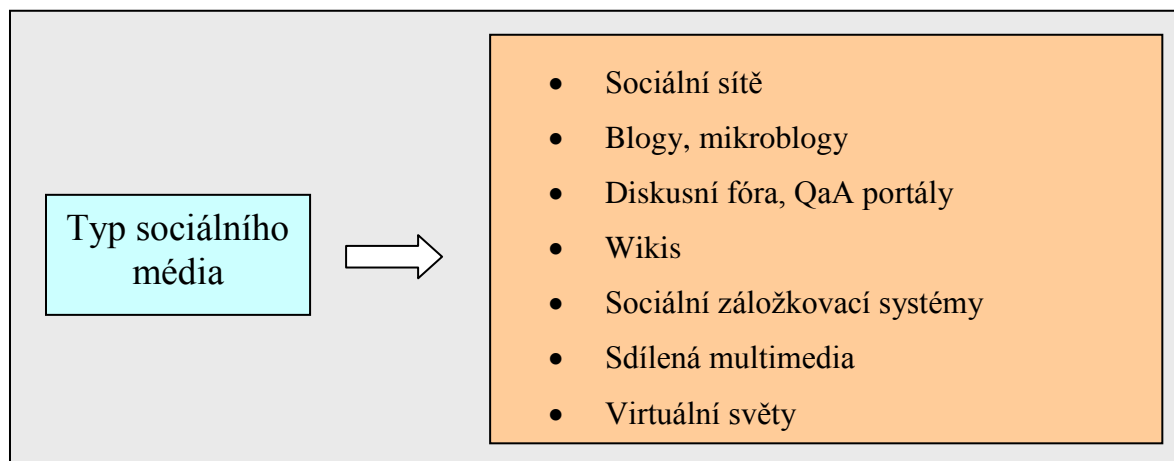 Typ sociálního
média
• Sociální sítě
• Blogy, mikroblogy
• Diskusní fóra, QaA portály
• Wikis
• Sociální záložkovací systémy
• Sdílená multimedia
• Virtuální světy